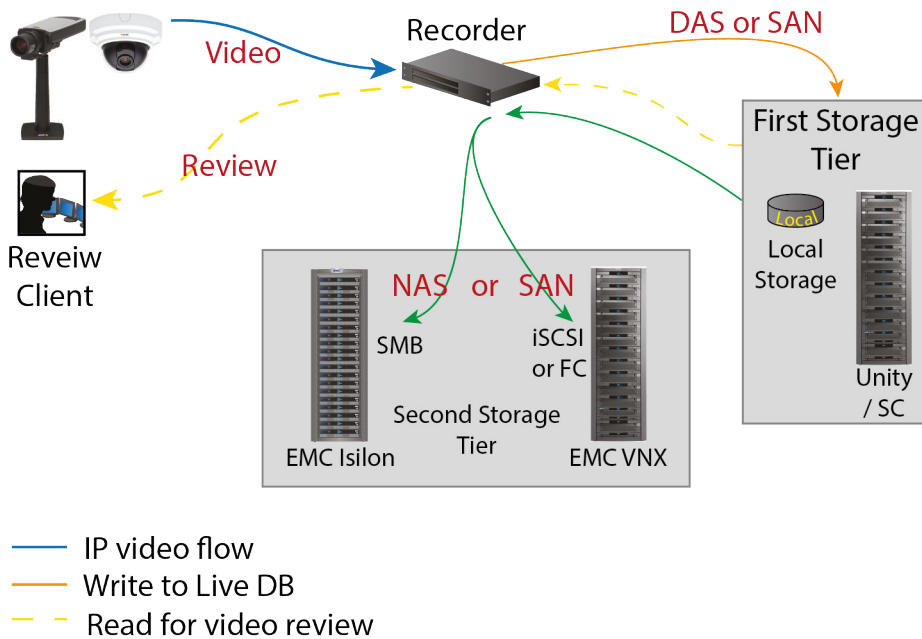 Recorder
DAS or SAN
Video
Review
First Storage
Tier
Local
Local
Storage
Unity
/ SC
Reveiw
Client
NAS or SAN
SMB
iSCSI
or FC
Second Storage
Tier
EMC Isilon
EMC VNX
IP video flow
Write to Live DB
Read for video review